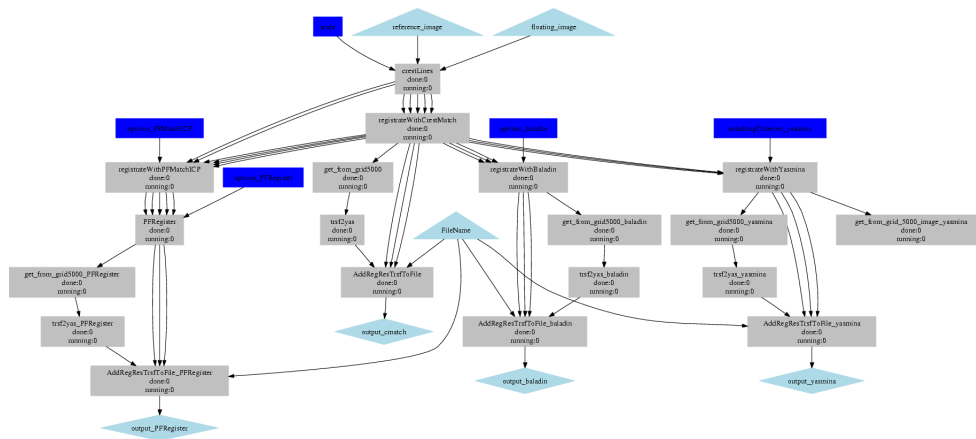 reference_image
floating_image
crestLines
done:0
running:0
registrateWithCrestMatch
done:0
running:0
registrateWithPFMatchICP
done:0
running:0
get_from_grid5000
done:0
running:0
registrateWithBaladin
done:0
running:0
registrateWithYasmina
done:0
running:0
PFRegister
done:0
running:0
trsf2yas
done:0
running:0
FileName
get_from_grid5000_baladin
done:0
running:0
get_from_grid5000_yasmina
done:0
running:0
get_from_grid_5000_image_yasmina
done:0
running:0
get_from_grid5000_PFRegister
done:0
running:0
AddRegResTrsfToFile
done:0
running:0
trsf2yas_baladin
done:0
running:0
trsf2yas_yasmina
done:0
running:0
trsf2yas_PFRegister
done:0
running:0
output_cmatch
AddRegResTrsfToFile_baladin
done:0
running:0
AddRegResTrsfToFile_yasmina
done:0
running:0
AddRegResTrsfToFile_PFRegister
done:0
running:0
output_baladin
output_yasmina
output_PFRegister